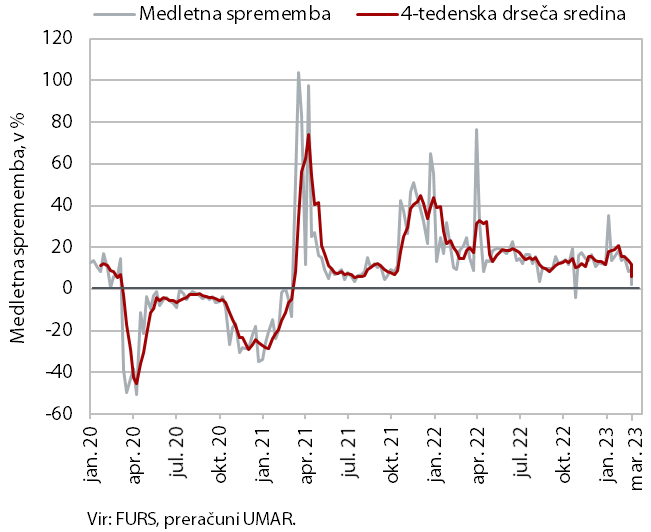 Medletna sprememba
4-tedenska drseča sredina
Medletna sprememba, v %
120
100
80
60
40
20
0
-20
-40
-60
jan. 20
apr. 20
jul. 20
okt. 20
jan. 21
apr. 21
jul. 21
okt. 21
jan. 22
apr. 22
jul. 22
okt. 22
jan. 23
mar. 23
Vir: FURS, preračuni UMAR.